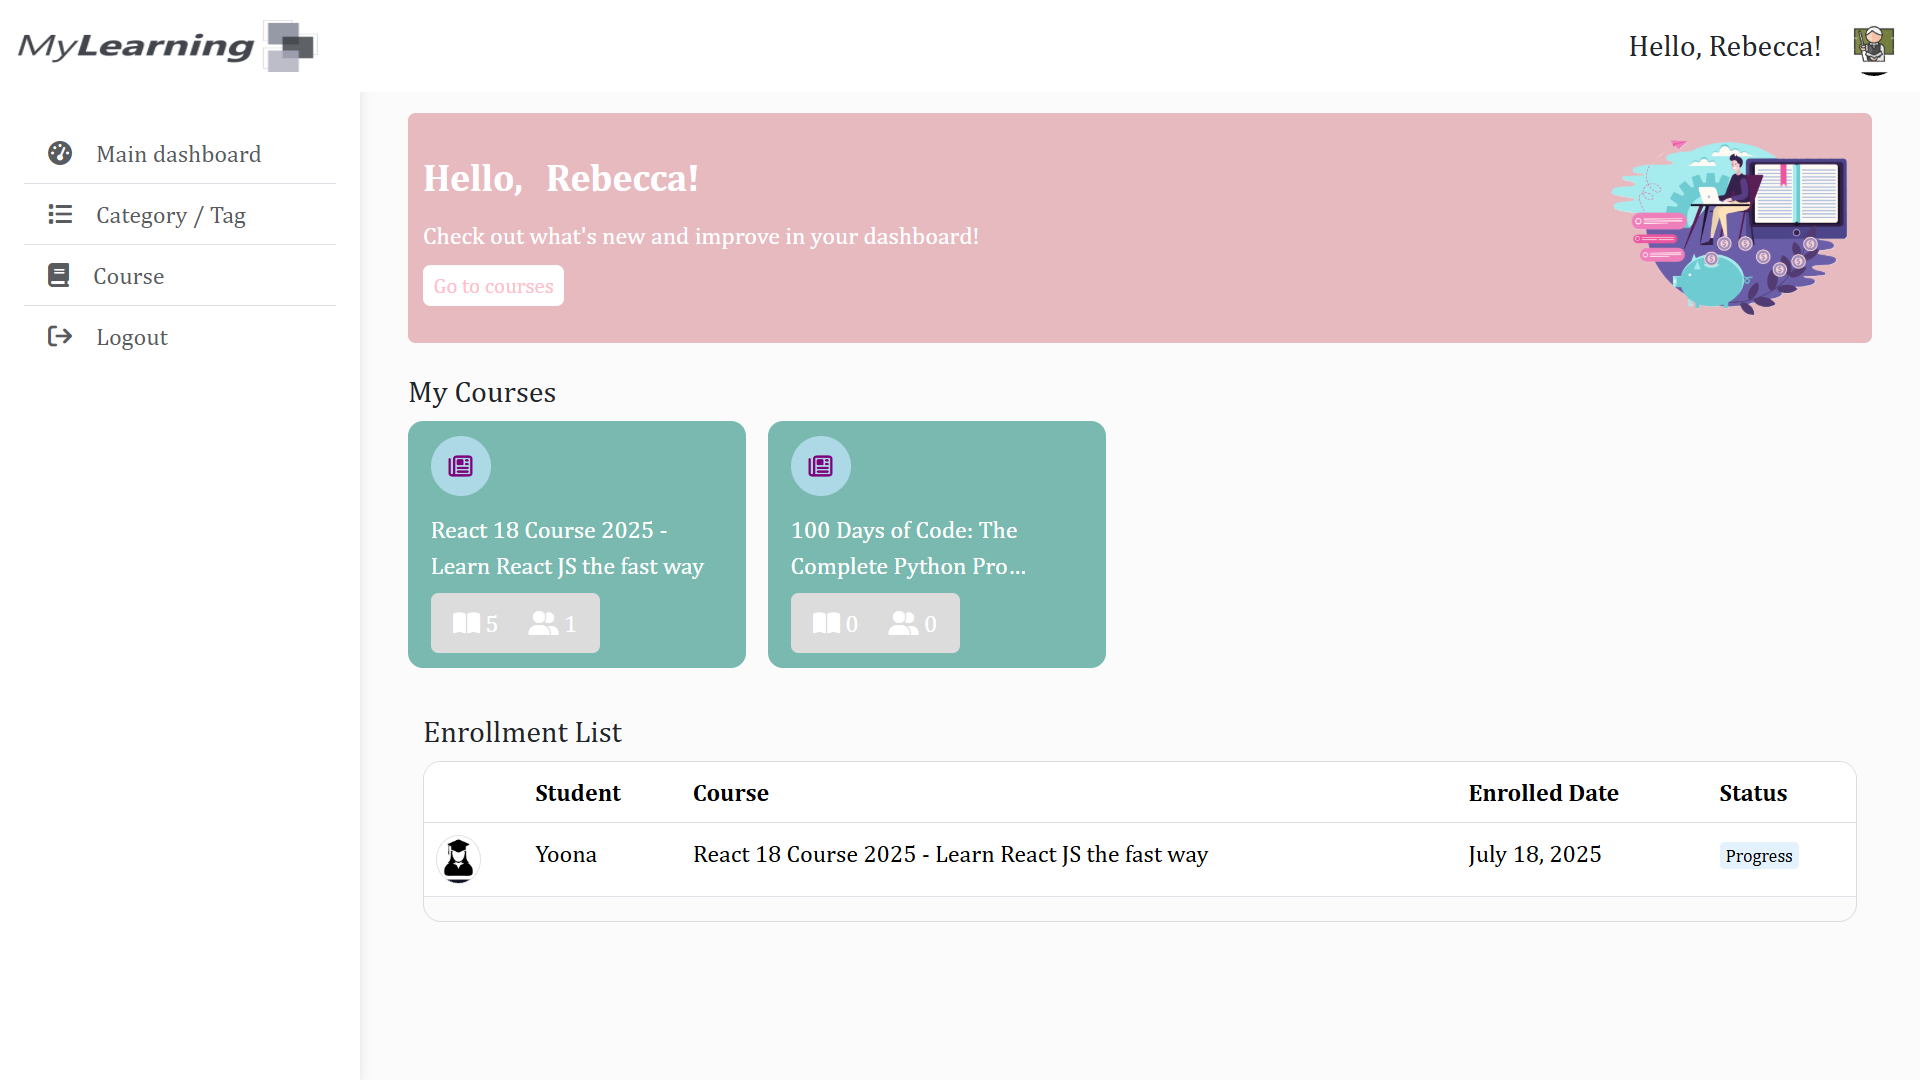 MyLearning
Hello, Rebecca!
Main dashboard
Category / Tag
Course
Logout
Hello, Rebecca!
Check out what's new and improve in your dashboard!
Go to courses
My Courses
React 18 Course 2025 -
Learn React JS the fast way
5 1
100 Days of Code: The
Complete Python Pro...
0 0
Enrollment List
Student Course Enrolled Date Status
Yoona React 18 Course 2025 - Learn React JS the fast way July 18, 2025 Progress